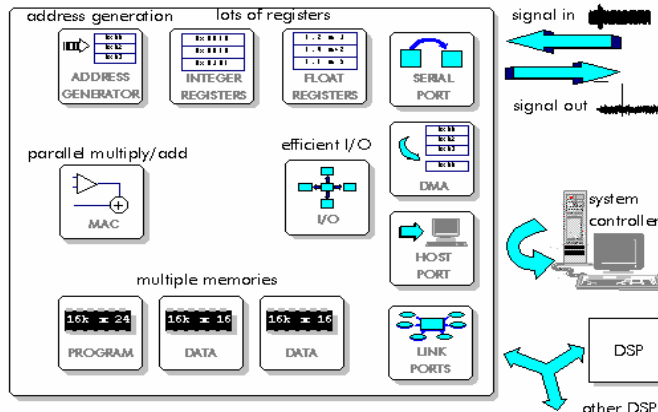 address generation
lots of registers
signal in
ADDRESS
GENERATOR
INTEGER
REGISTERS
FLOAT
REGISTERS
SERIAL
PORT
signal out
parallel multiply/add
efficient I/O
MAC
I/O
DMA
system
controller
HOST
PORT
multiple memories
16k x 24
16k x 16
16k x 16
PROGRAM
DATA
DATA
LINK
PORTS
DSP
other DSP